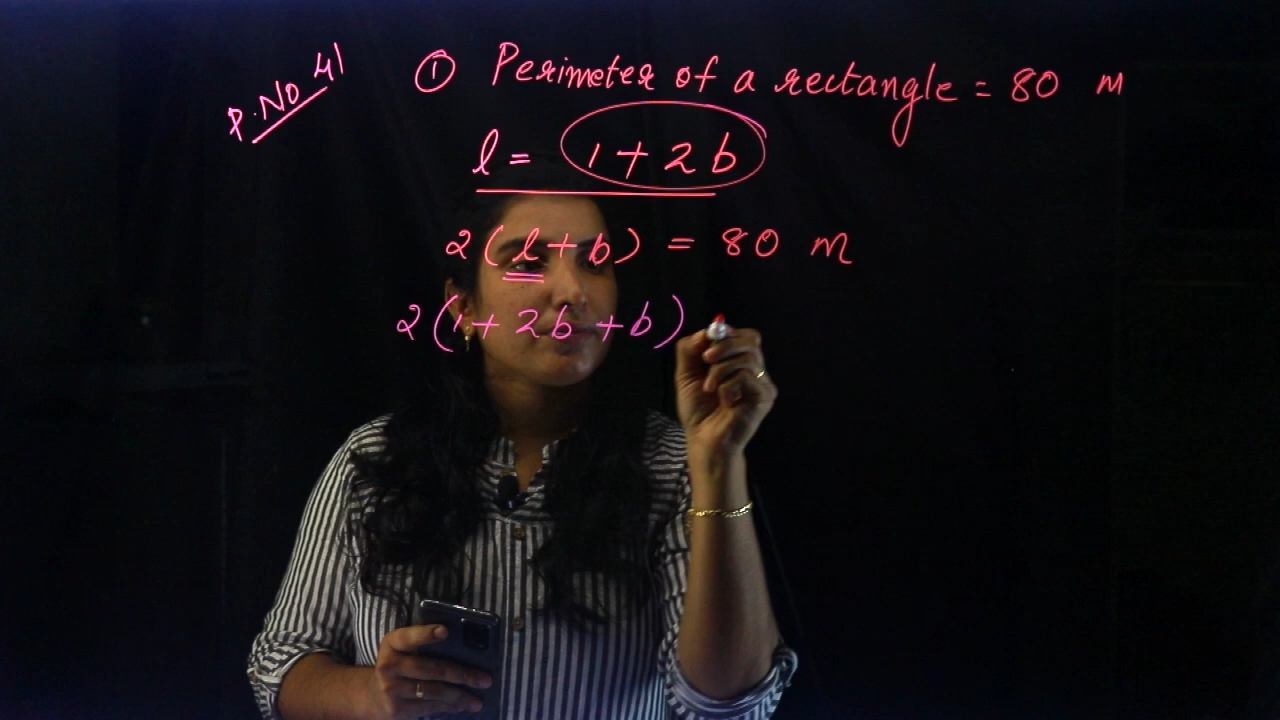 P.No 41
① Perimeter of a rectangle = 80 m
l = 1 + 2b
2(l + b) = 80 m
2(1 + 2b + b)